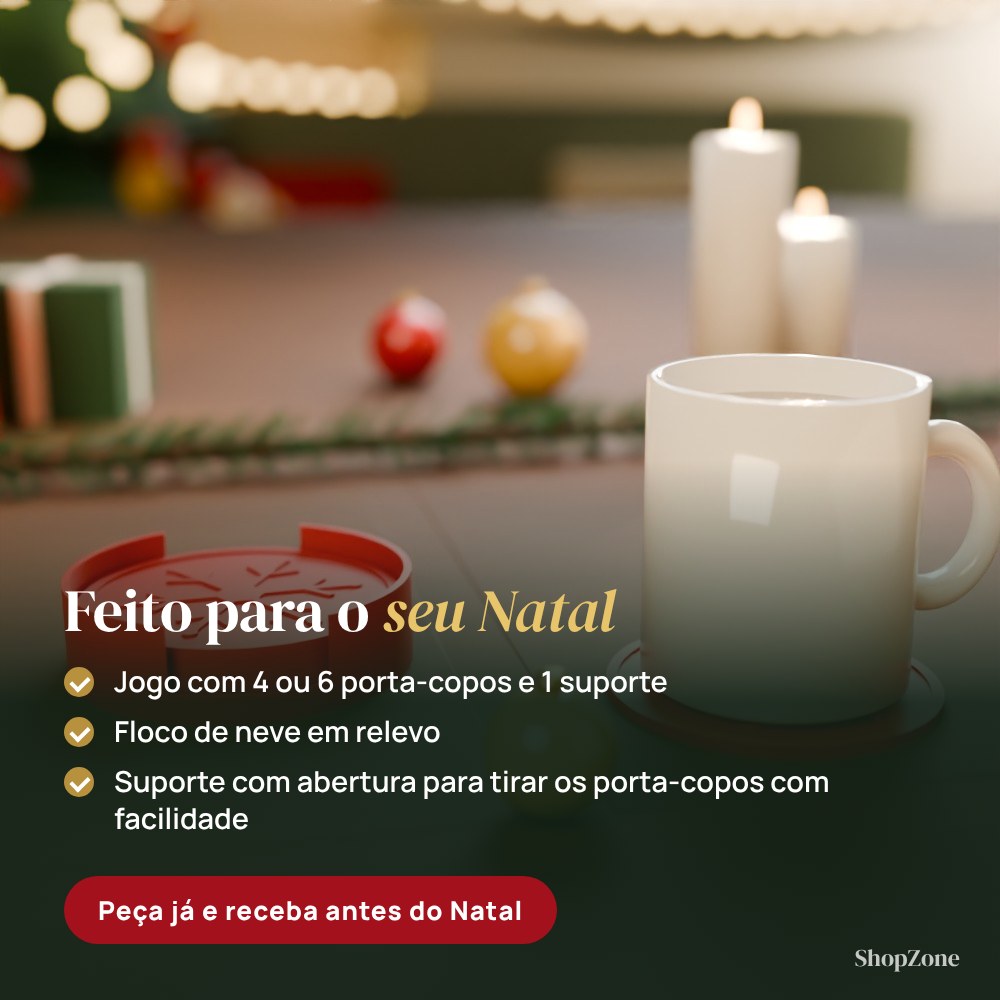 Feito para o seu Natal
Jogo com 4 ou 6 porta-copos e 1 suporte
Floco de neve em relevo
Suporte com abertura para tirar os porta-copos com
facilidade
Peça já e receba antes do Natal
ShopZone